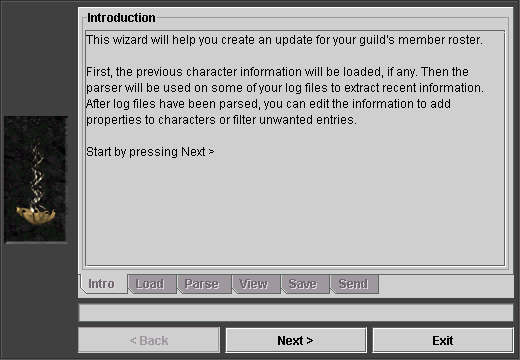 Introduction
This wizard will help you create an update for your guild's member roster.
First, the previous character information will be loaded, if any. Then the
parser will be used on some of your log files to extract recent information.
After log files have been parsed, you can edit the information to add
properties to characters or filter unwanted entries.
Start by pressing Next >
Intro Load Parse View Save Send
< Back Next > Exit